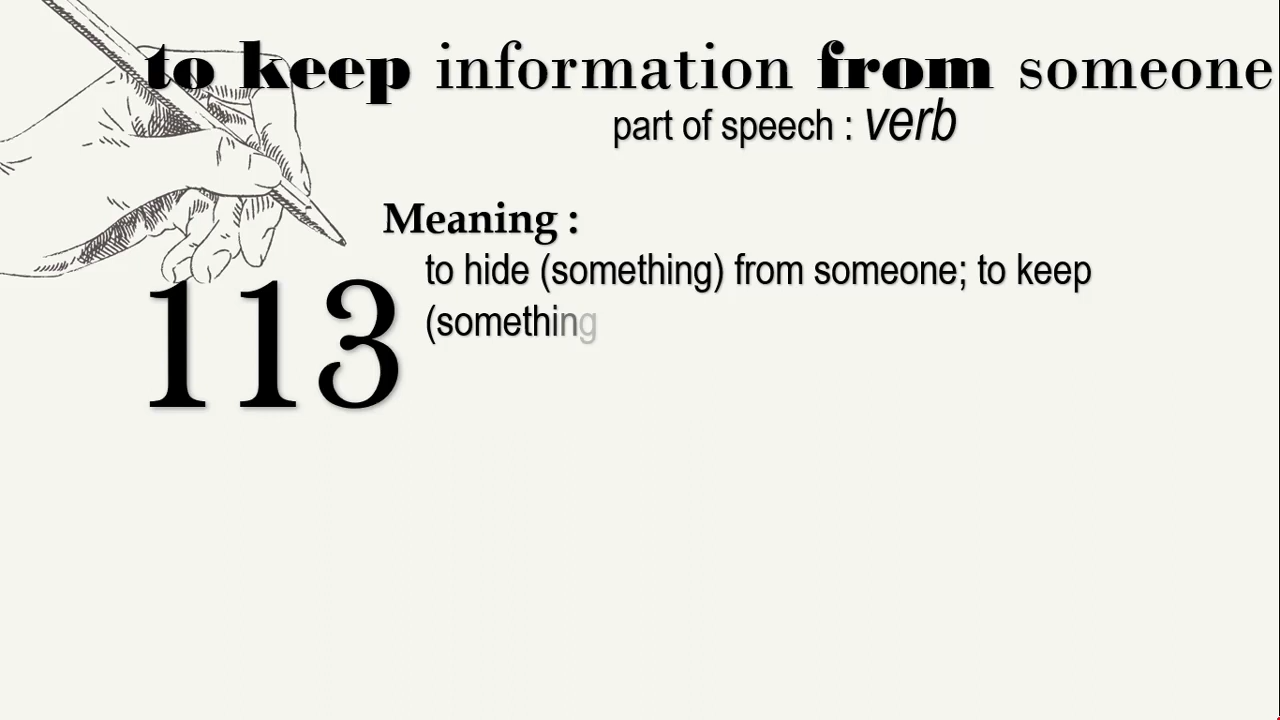 to keep information from someone
part of speech : verb
Meaning :
113
to hide (something) from someone; to keep
(something